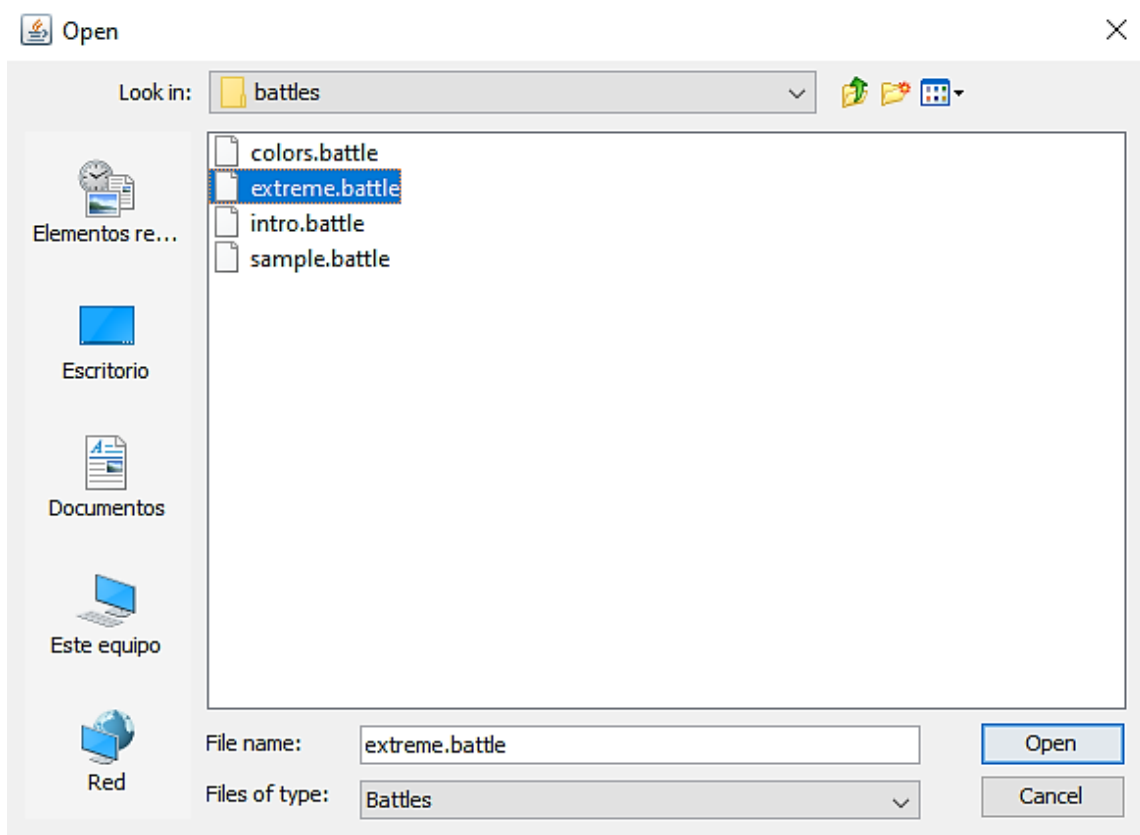 Open
Look in: battles
colors.battle
extreme.battle
intro.battle
sample.battle
Elementos re...
Escritorio
Documentos
Este equipo
Red
File name: extreme.battle Open
Files of type: Battles Cancel